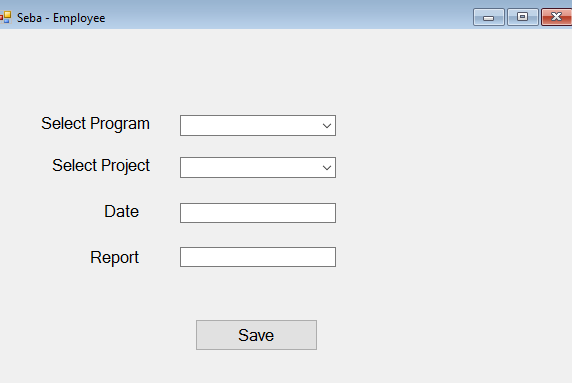 Seba - Employee
Select Program
Select Project
Date
Report
Save